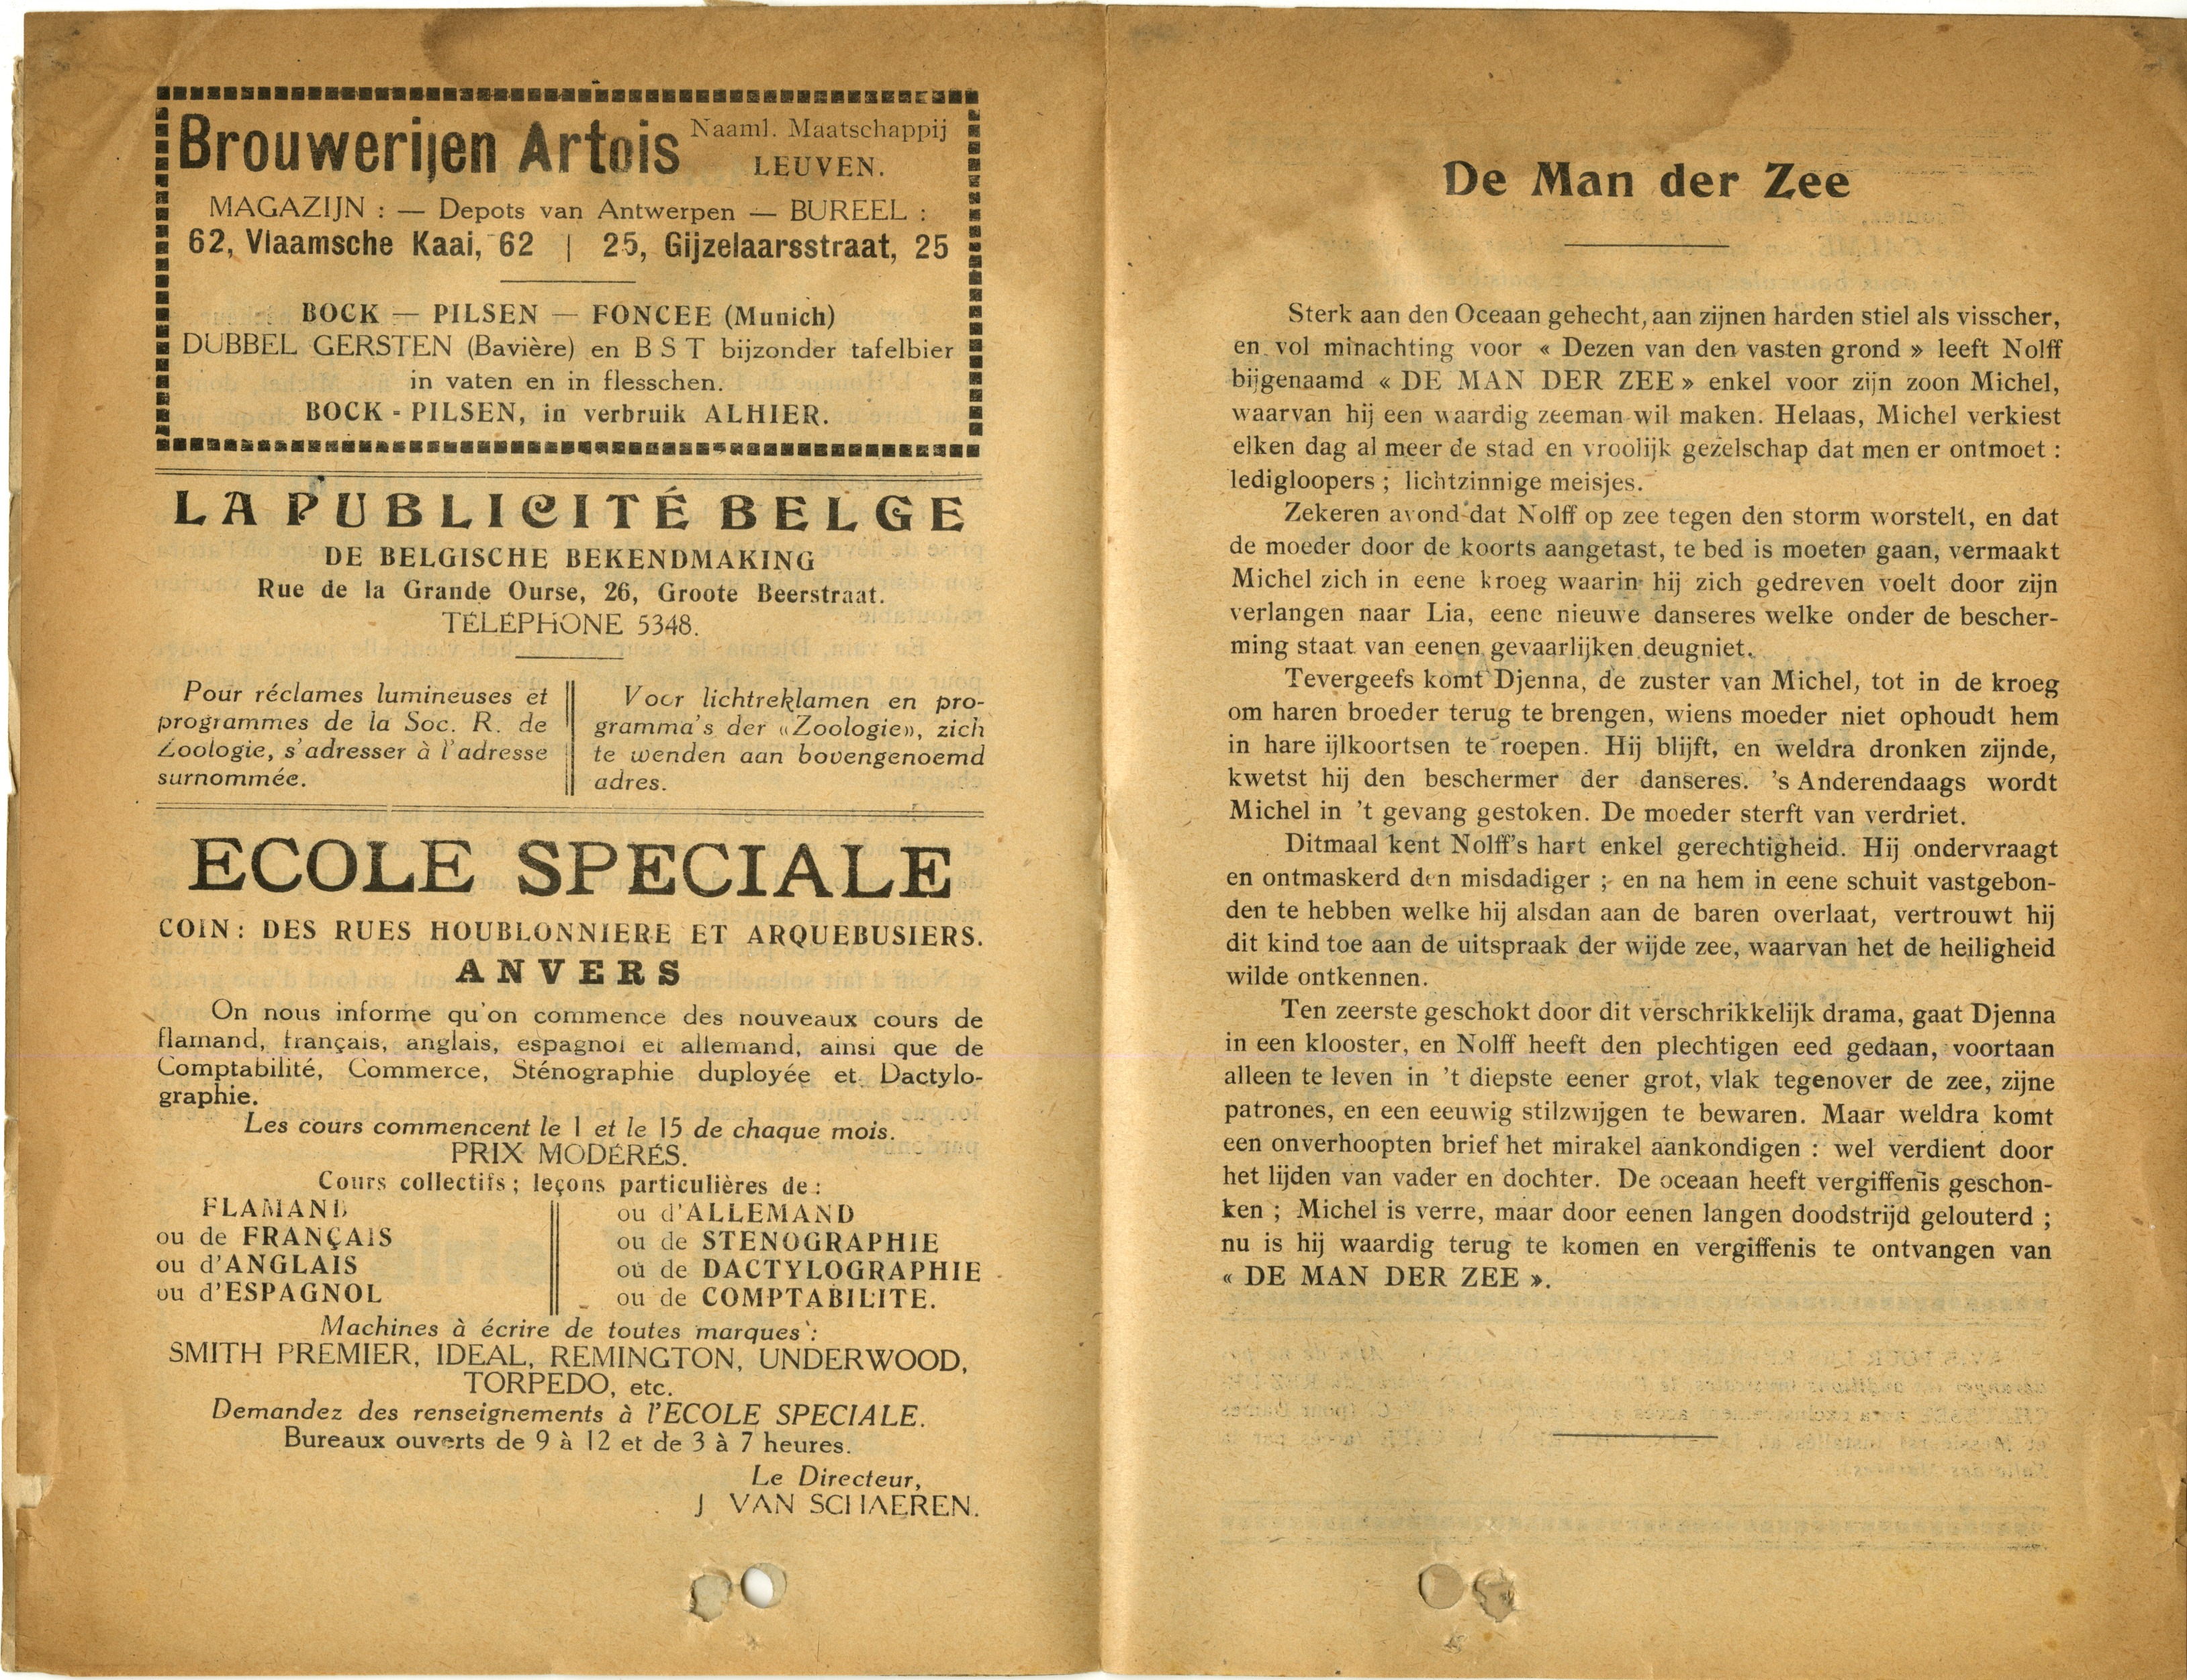 Brouwerijen Artois Naaml. Maatschappij
LEUVEN.
MAGAZIJN : — Depots van Antwerpen — BUREEL :
62, Vlaamsche Kaai, 62 | 25, Gijzelaarsstraat, 25
BOCK — PILSEN — FONCEE (Munich)
DUBBEL GERSTEN (Bavière) en B S T bijzonder tafelbier
in vaten en in flesschen.
BOCK - PILSEN, in verbruik ALHIER.
LA PUBLICITÉ BELGE
DE BELGISCHE BEKENDMAKING
Rue de la Grande Ourse, 26, Groote Beerstraat.
TÉLÉPHONE 5348.
Pour réclames lumineuses et
programmes de la Soc. R. de
Zoologie, s'adresser à l'adresse
surnommée.
Voor lichtreklamen en pro-
gramma's der «Zoologie», zich
te wenden aan bovengenoemd
adres.
ECOLE SPECIALE
COIN: DES RUES HOUBLONNIERE ET ARQUEBUSIERS.
ANVERS
On nous informe qu'on commence des nouveaux cours de
flamand, français, anglais, espagnol et allemand, ainsi que de
Comptabilité, Commerce, Sténographie duployée et. Dactylo-
graphie.
Les cours commencent le 1 et le 15 de chaque mois.
PRIX MODÉRÉS.
Cours collectifs; leçons particulières de:
FLAMAND
ou de FRANÇAIS
ou d'ANGLAIS
ou d'ESPAGNOL
ou d'ALLEMAND
ou de STENOGRAPHIE
ou de DACTYLOGRAPHIE
ou de COMPTABILITE.
Machines à écrire de toutes marques:
SMITH PREMIER, IDEAL, REMINGTON, UNDERWOOD,
TORPEDO, etc.
Demandez des renseignements à l'ECOLE SPECIALE.
Bureaux ouverts de 9 à 12 et de 3 à 7 heures.
Le Directeur,
J VAN SCHAEREN.
De Man der Zee
Sterk aan den Oceaan gehecht, aan zijnen harden stiel als visscher,
en vol minachting voor « Dezen van den vasten grond » leeft Nolff
bijgenaamd « DE MAN DER ZEE » enkel voor zijn zoon Michel,
waarvan hij een waardig zeeman wil maken. Helaas, Michel verkiest
elken dag al meer de stad en vroolijk gezelschap dat men er ontmoet :
ledigloopers ; lichtzinnige meisjes.
Zekeren avond dat Nolff op zee tegen den storm worstelt, en dat
de moeder door de koorts aangetast, te bed is moeten gaan, vermaakt
Michel zich in eene kroeg waarin hij zich gedreven voelt door zijn
verlangen naar Lia, eene nieuwe danseres welke onder de bescher-
ming staat van eenen gevaarlijken deugniet.
Tevergeefs komt Djenna, de zuster van Michel, tot in de kroeg
om haren broeder terug te brengen, wiens moeder niet ophoudt hem
in hare ijlkoortsen te roepen. Hij blijft, en weldra dronken zijnde,
kwetst hij den beschermer der danseres. 's Anderendaags wordt
Michel in 't gevang gestoken. De moeder sterft van verdriet.
Ditmaal kent Nolff's hart enkel gerechtigheid. Hij ondervraagt
en ontmaskerd den misdadiger ; en na hem in eene schuit vastgebon-
den te hebben welke hij alsdan aan de baren overlaat, vertrouwt hij
dit kind toe aan de uitspraak der wijde zee, waarvan het de heiligheid
wilde ontkennen.
Ten zeerste geschokt door dit verschrikkelijk drama, gaat Djenna
in een klooster, en Nolff heeft den plechtigen eed gedaan, voortaan
alleen te leven in 't diepste eener grot, vlak tegenover de zee, zijne
patrones, en een eeuwig stilzwijgen te bewaren. Maar weldra komt
een onverhoopten brief het mirakel aankondigen : wel verdient door
het lijden van vader en dochter. De oceaan heeft vergiffenis geschon-
ken ; Michel is verre, maar door eenen langen doodstrijd gelouterd ;
nu is hij waardig terug te komen en vergiffenis te ontvangen van
« DE MAN DER ZEE ».